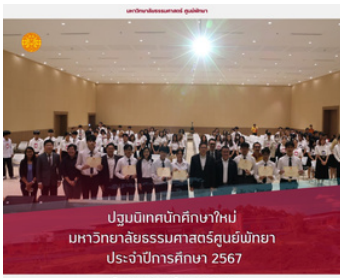 มหาวิทยาลัยธรรมศาสตร์ ศูนย์พัทยา
ปฐมนิเทศนักศึกษาใหม่
มหาวิทยาลัยธรรมศาสตร์ศูนย์พัทยา
ประจำปีการศึกษา 2567